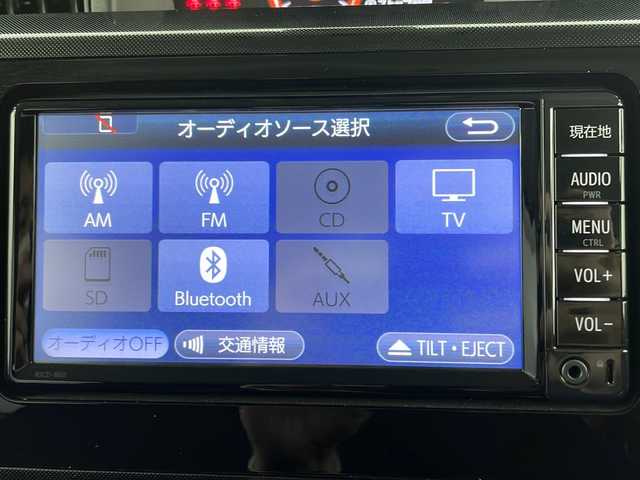 オーディオソース選択
AM
FM
CD
TV
SD
Bluetooth
AUX
オーディオOFF
交通情報
TILT・EJECT
現在地
AUDIO
PWR
MENU
CTRL
VOL+
VOL-